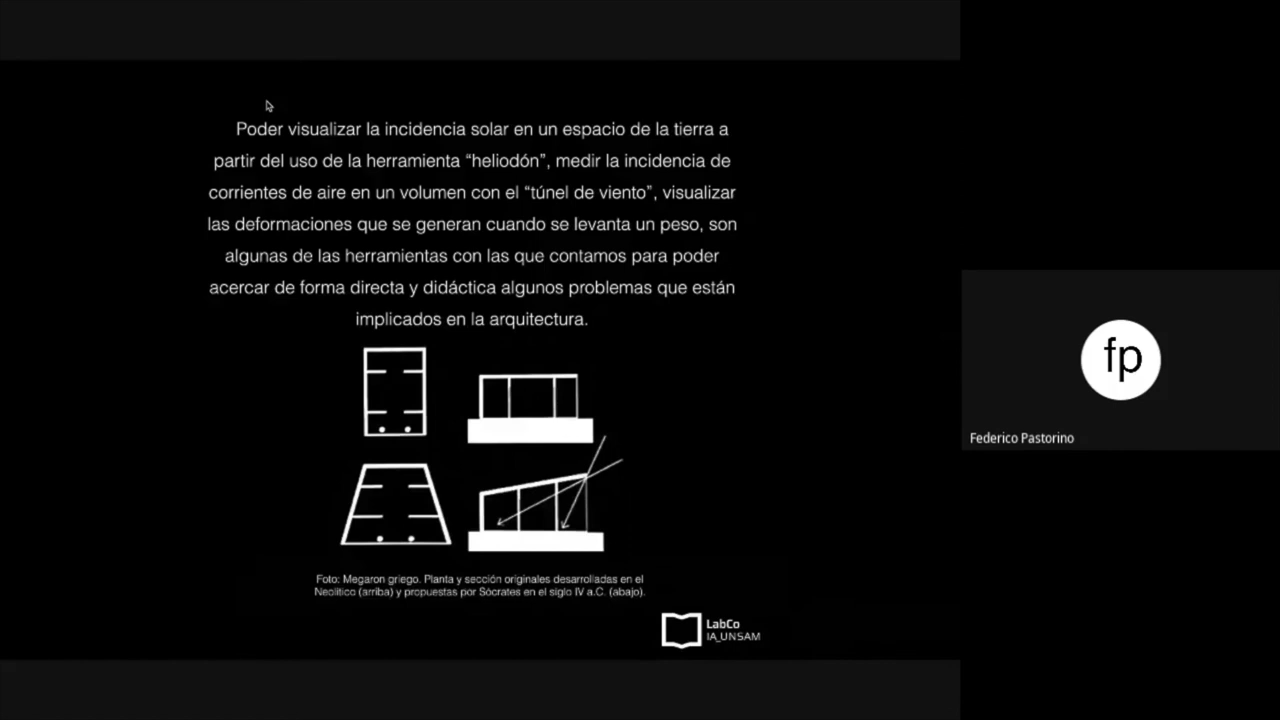 Poder visualizar la incidencia solar en un espacio de la tierra a
partir del uso de la herramienta “heliodón”, medir la incidencia de
corrientes de aire en un volumen con el “túnel de viento”, visualizar
las deformaciones que se generan cuando se levanta un peso, son
algunas de las herramientas con las que contamos para poder
acercar de forma directa y didáctica algunos problemas que están
implicados en la arquitectura.
Foto: Megaron griego. Planta y sección originales desarrolladas en el
Neolítico (arriba) y propuestas por Sócrates en el siglo IV a.C. (abajo).
LabCo
IA_UNSAM
fp
Federico Pastorino